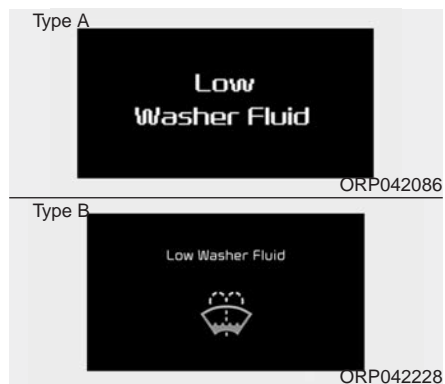 Type A
Low
Washer Fluid
ORP042086
Type B
Low Washer Fluid
ORP042228